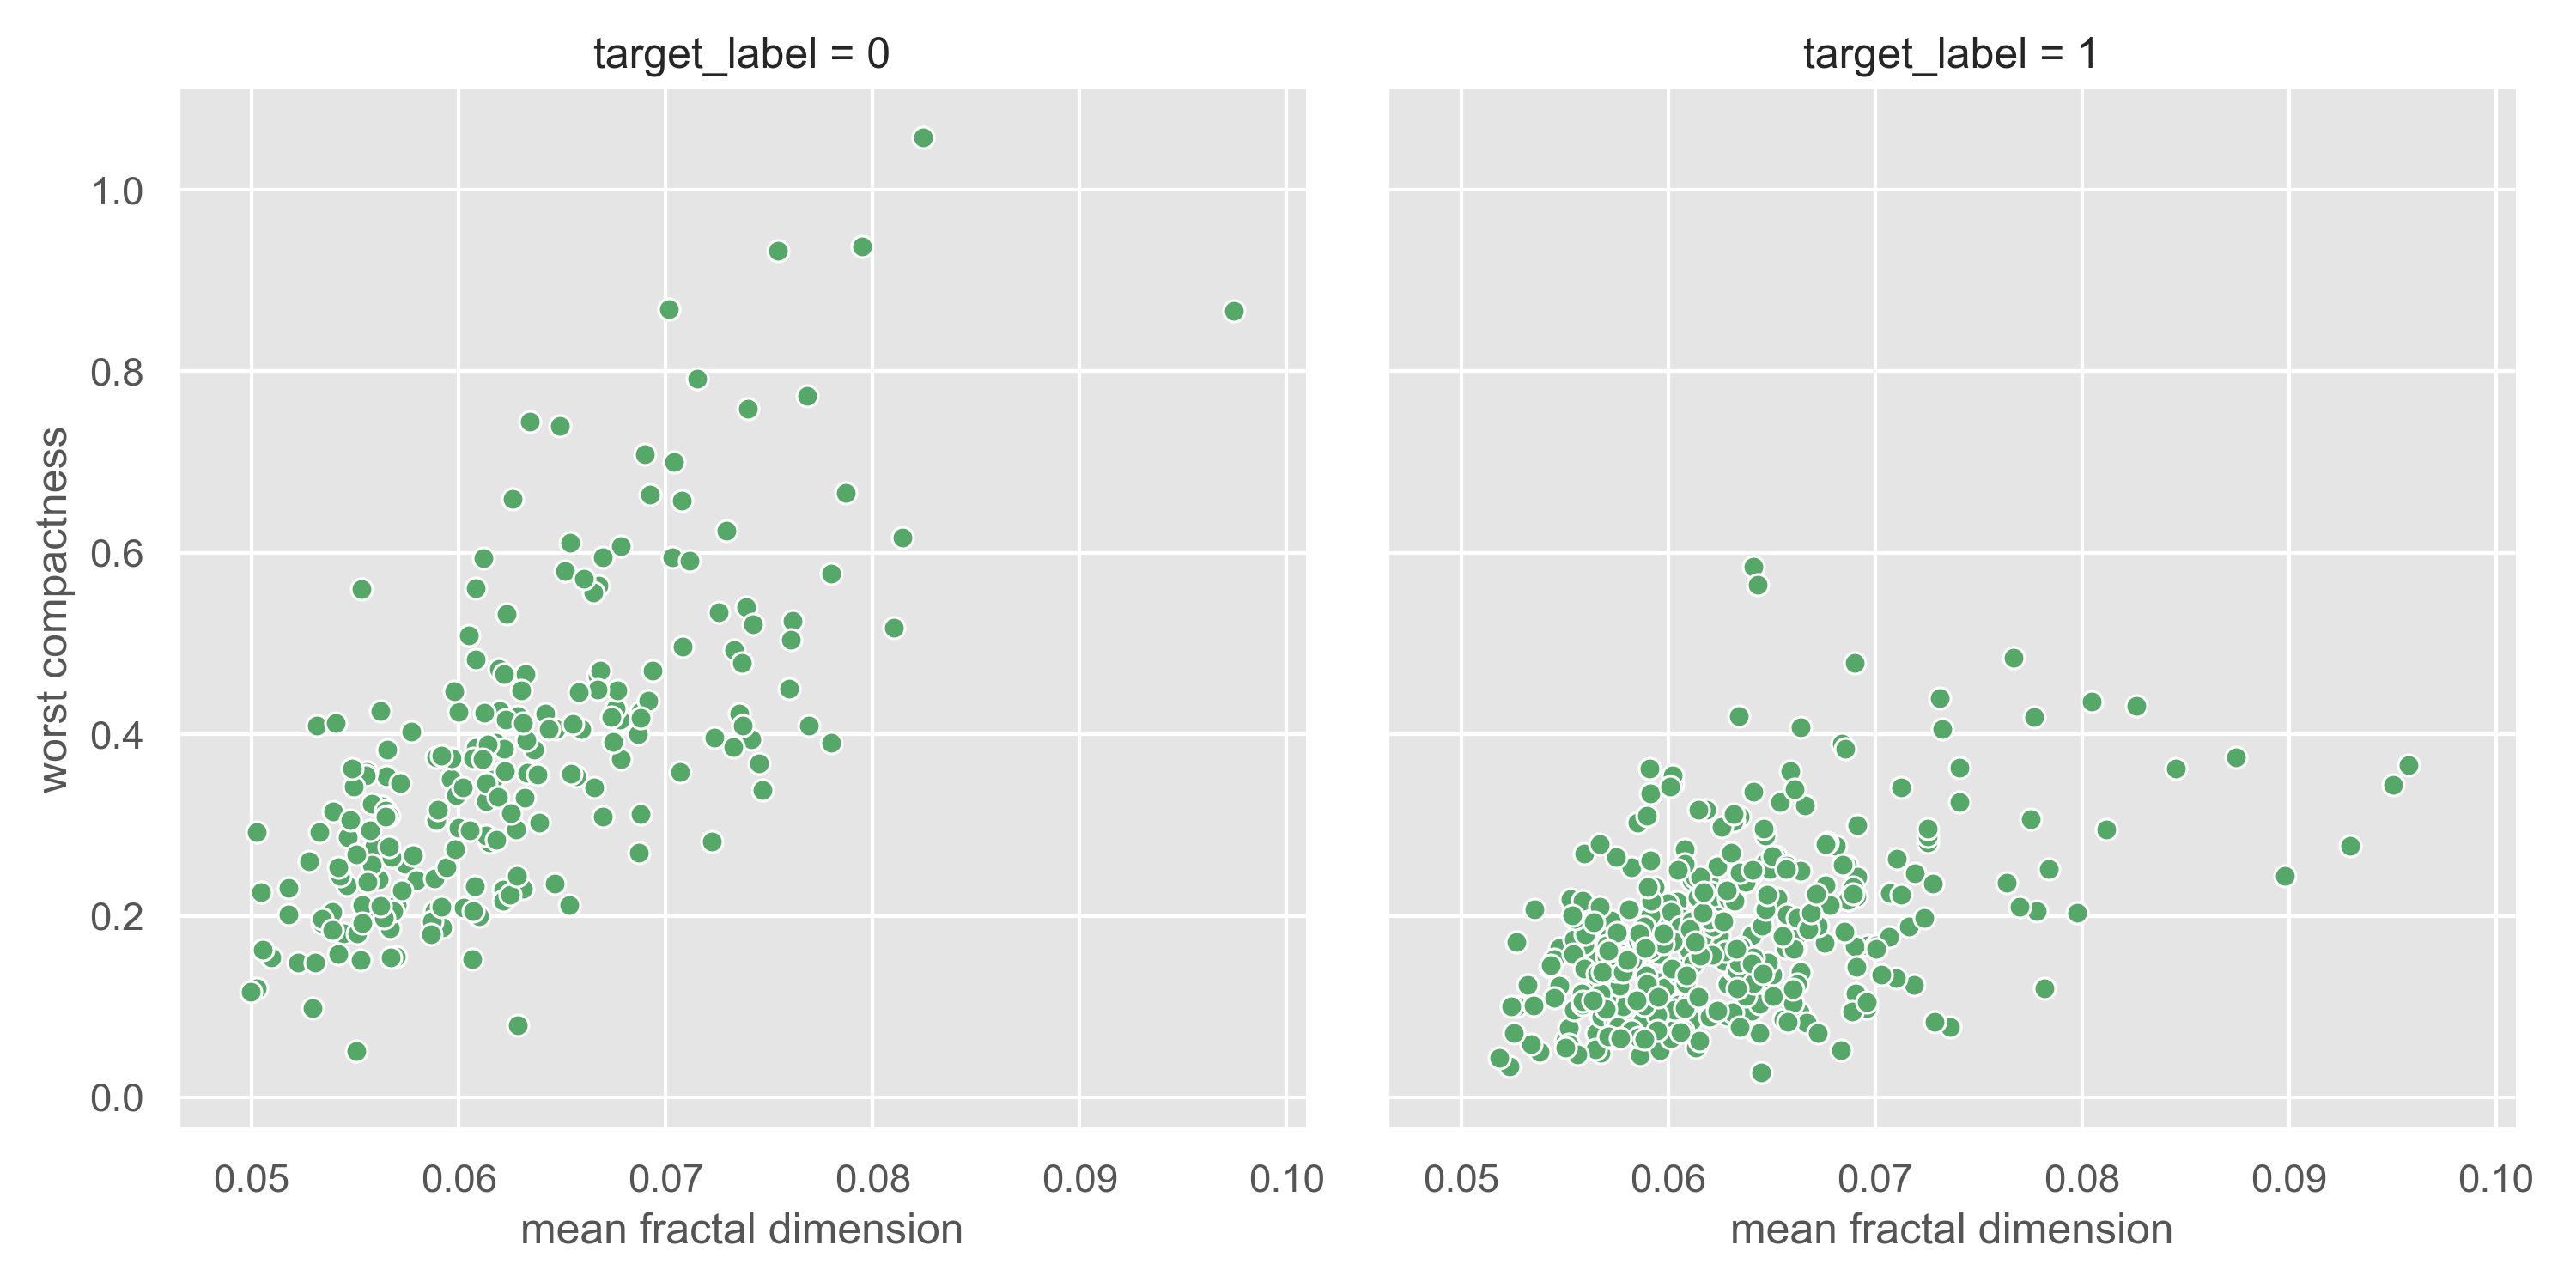 target_label = 0
target_label = 1
worst compactness
1.0
0.8
0.6
0.4
0.2
0.0
0.05 0.06 0.07 0.08 0.09 0.10
0.05 0.06 0.07 0.08 0.09 0.10
mean fractal dimension
mean fractal dimension